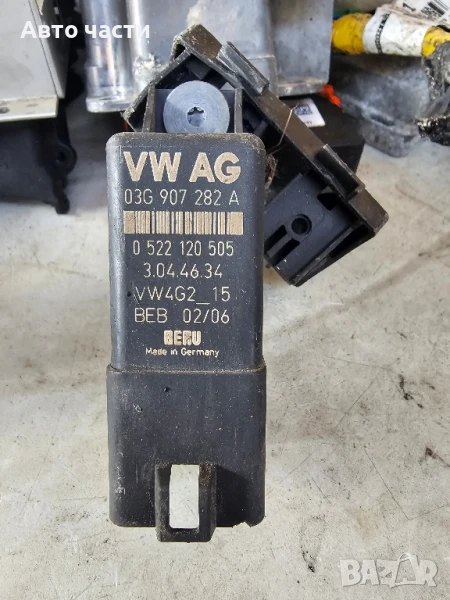 Авто части
VW AG
03G 907 282 A
0 522 120 505
3.04.46.34
VW4G2_15
BEB 02/06
BERU
Made in Germany
BAZAR